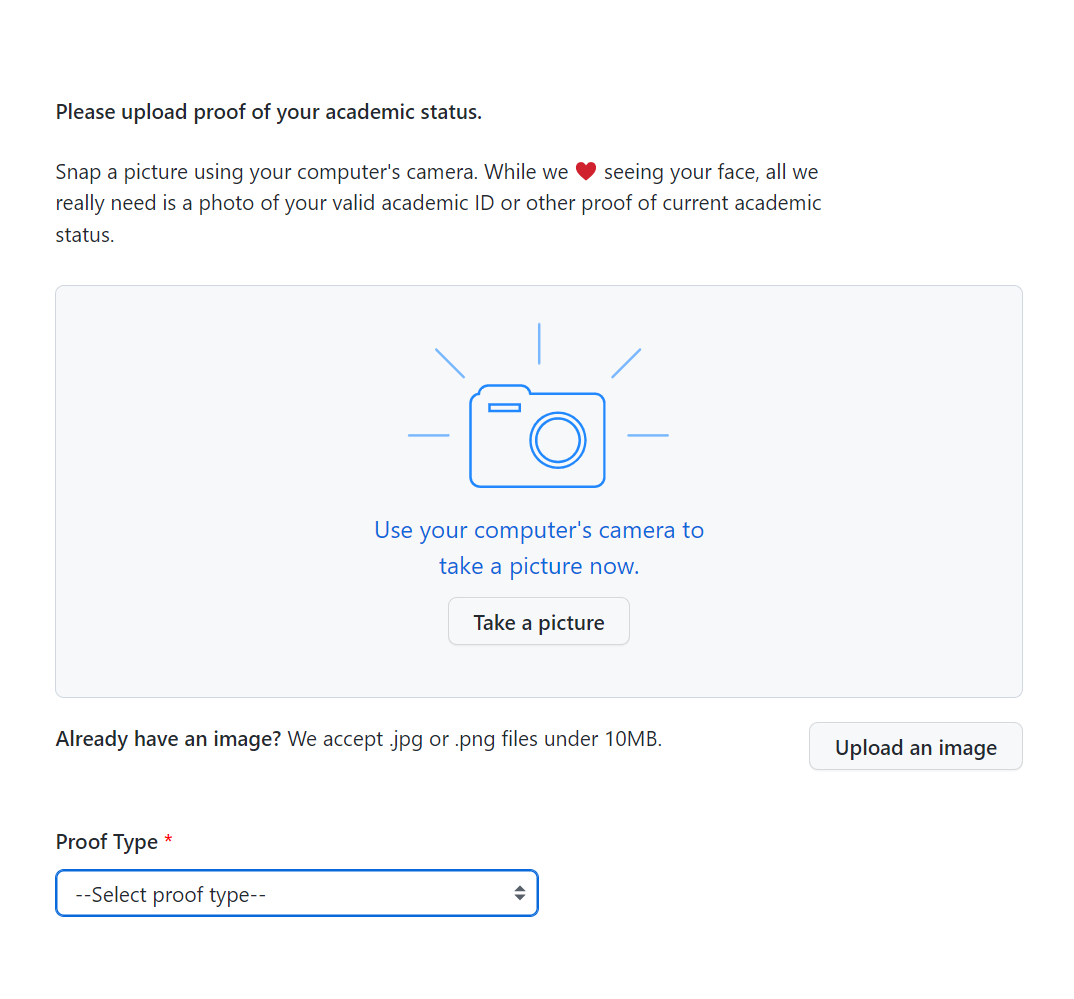 Please upload proof of your academic status.
Snap a picture using your computer's camera. While we ❤ seeing your face, all we
really need is a photo of your valid academic ID or other proof of current academic
status.
Use your computer's camera to
take a picture now.
Take a picture
Already have an image? We accept .jpg or .png files under 10MB.
Upload an image
Proof Type *
--Select proof type--